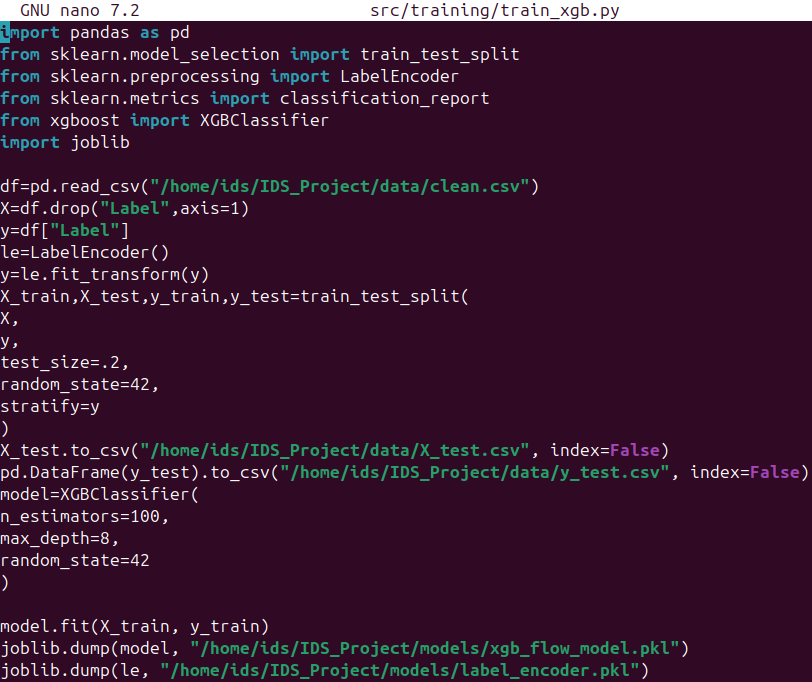 GNU nano 7.2 src/training/train_xgb.py
import pandas as pd
from sklearn.model_selection import train_test_split
from sklearn.preprocessing import LabelEncoder
from sklearn.metrics import classification_report
from xgboost import XGBClassifier
import joblib
df=pd.read_csv("/home/ids/IDS_Project/data/clean.csv")
X=df.drop("Label",axis=1)
y=df["Label"]
le=LabelEncoder()
y=le.fit_transform(y)
X_train,X_test,y_train,y_test=train_test_split(
X,
y,
test_size=.2,
random_state=42,
stratify=y
)
X_test.to_csv("/home/ids/IDS_Project/data/X_test.csv", index=False)
pd.DataFrame(y_test).to_csv("/home/ids/IDS_Project/data/y_test.csv", index=False)
model=XGBClassifier(
n_estimators=100,
max_depth=8,
random_state=42
)
model.fit(X_train, y_train)
joblib.dump(model, "/home/ids/IDS_Project/models/xgb_flow_model.pkl")
joblib.dump(le, "/home/ids/IDS_Project/models/label_encoder.pkl")